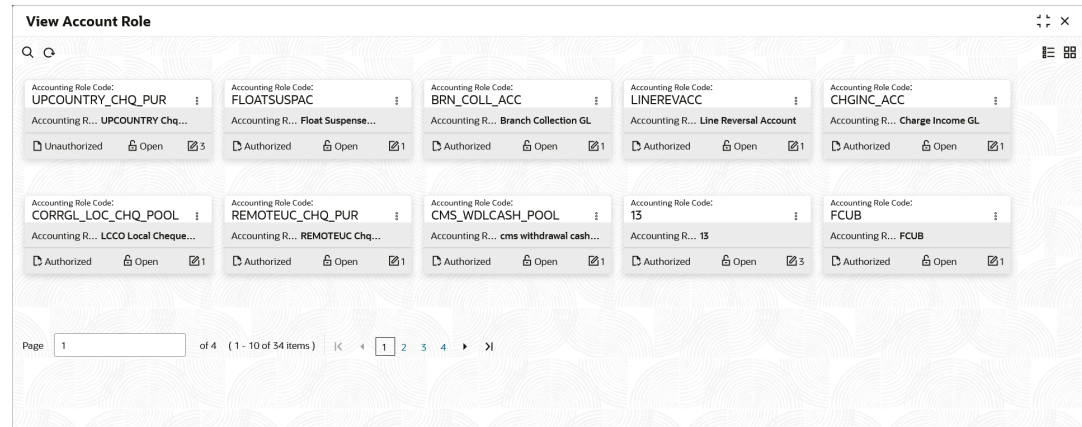 View Account Role
Accounting Role Code:
UPCOUNTRY_CHQ_PUR
Accounting R... UPCOUNTRY Chq...
Unauthorized Open 3
Accounting Role Code:
FLOATSUSPAC
Accounting R... Float Suspense...
Authorized Open 1
Accounting Role Code:
BRN_COLL_ACC
Accounting R... Branch Collection GL
Authorized Open 1
Accounting Role Code:
LINEREVACC
Accounting R... Line Reversal Account
Authorized Open 1
Accounting Role Code:
CHGINC_ACC
Accounting R... Charge Income GL
Authorized Open 1
Accounting Role Code:
CORRGL_LOC_CHQ_POOL
Accounting R... LCCO Local Cheque...
Authorized Open 1
Accounting Role Code:
REMOTEUC_CHQ_PUR
Accounting R... REMOTEUC Chq...
Authorized Open 1
Accounting Role Code:
CMS_WDLCASH_POOL
Accounting R... cms withdrawal cash...
Authorized Open 1
Accounting Role Code:
13
Accounting R... 13
Authorized Open 3
Accounting Role Code:
FCUB
Accounting R... FCUB
Authorized Open 1
Page 1 of 4 (1 - 10 of 34 items) 1 2 3 4